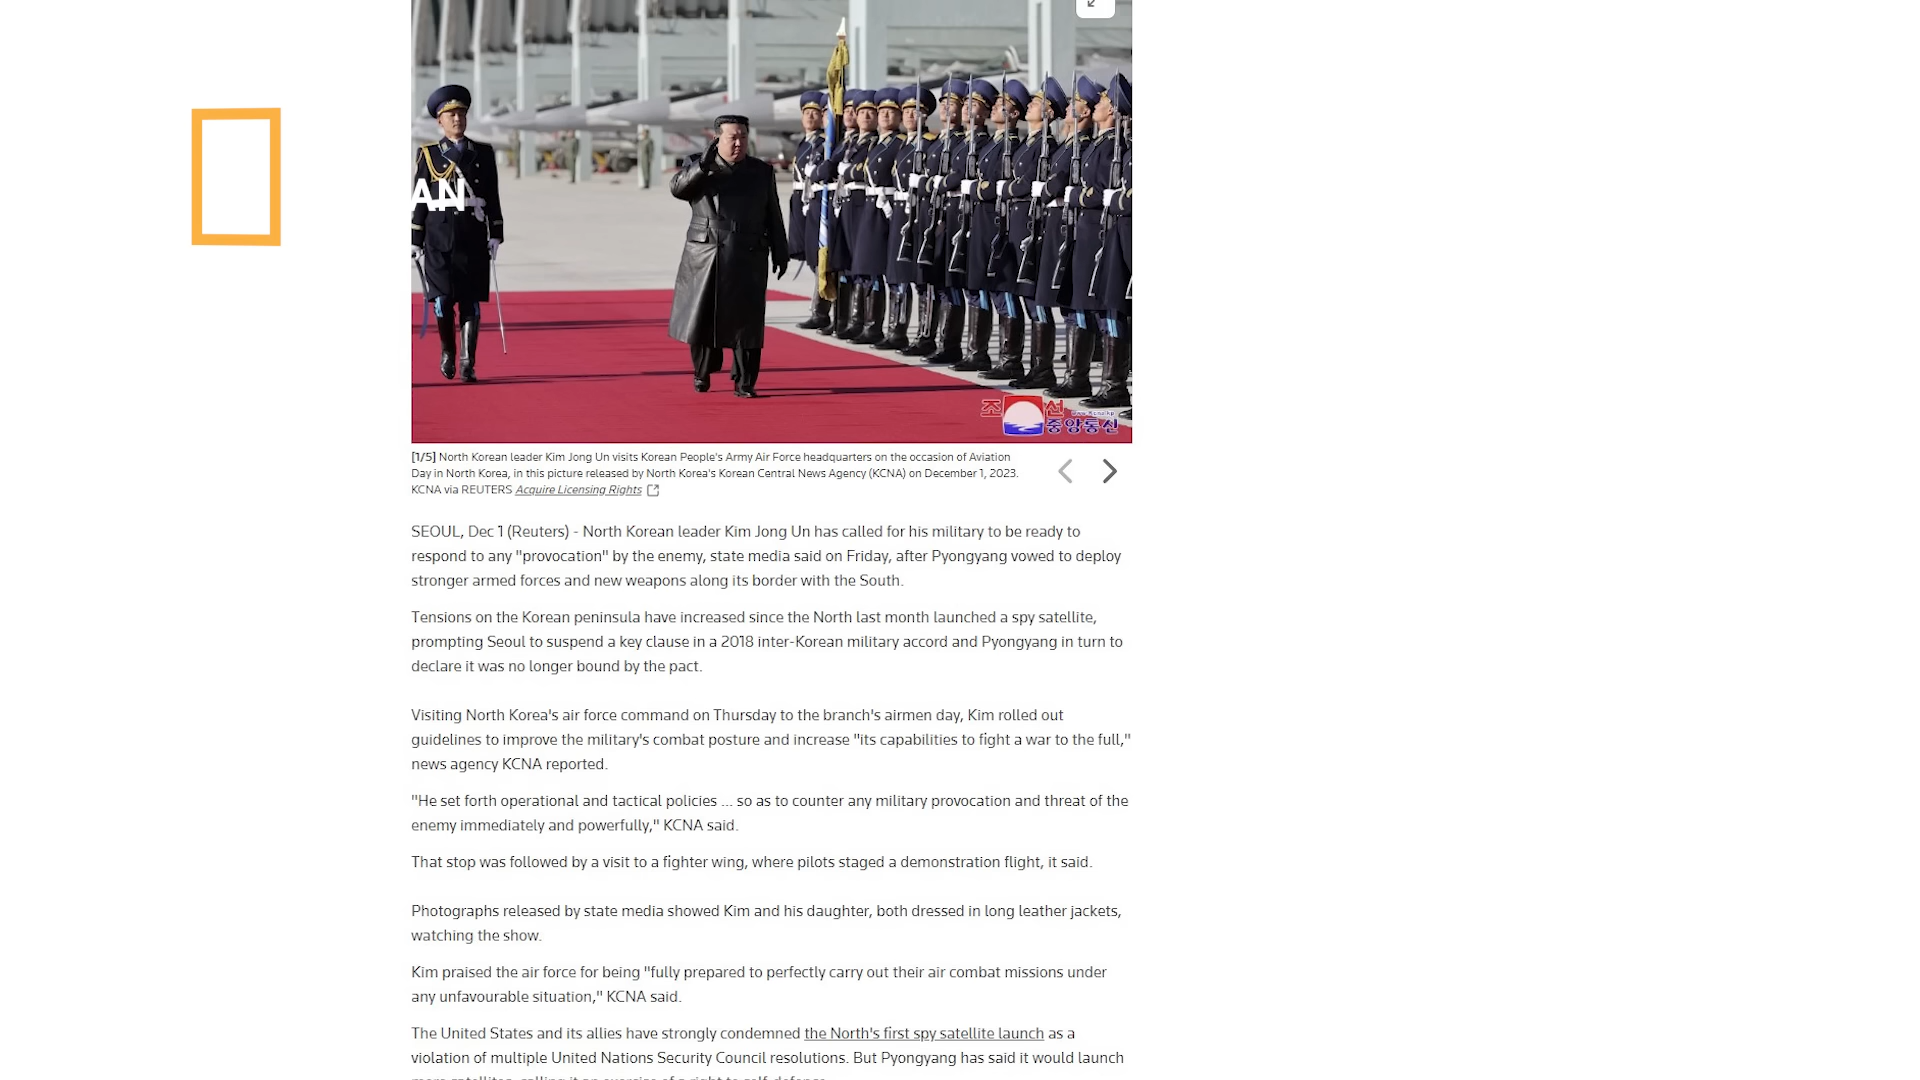 AN
조선
www.kcna.kp
중앙통신
[1/5] North Korean leader Kim Jong Un visits Korean People's Army Air Force headquarters on the occasion of Aviation
Day in North Korea, in this picture released by North Korea's Korean Central News Agency (KCNA) on December 1, 2023.
KCNA via REUTERS Acquire Licensing Rights
SEOUL, Dec 1 (Reuters) - North Korean leader Kim Jong Un has called for his military to be ready to
respond to any "provocation" by the enemy, state media said on Friday, after Pyongyang vowed to deploy
stronger armed forces and new weapons along its border with the South.
Tensions on the Korean peninsula have increased since the North last month launched a spy satellite,
prompting Seoul to suspend a key clause in a 2018 inter-Korean military accord and Pyongyang in turn to
declare it was no longer bound by the pact.
Visiting North Korea's air force command on Thursday to the branch's airmen day, Kim rolled out
guidelines to improve the military's combat posture and increase "its capabilities to fight a war to the full,"
news agency KCNA reported.
"He set forth operational and tactical policies ... so as to counter any military provocation and threat of the
enemy immediately and powerfully," KCNA said.
That stop was followed by a visit to a fighter wing, where pilots staged a demonstration flight, it said.
Photographs released by state media showed Kim and his daughter, both dressed in long leather jackets,
watching the show.
Kim praised the air force for being "fully prepared to perfectly carry out their air combat missions under
any unfavourable situation," KCNA said.
The United States and its allies have strongly condemned the North's first spy satellite launch as a
violation of multiple United Nations Security Council resolutions. But Pyongyang has said it would launch
more satellites, calling it an exercise of a right to self-defence.